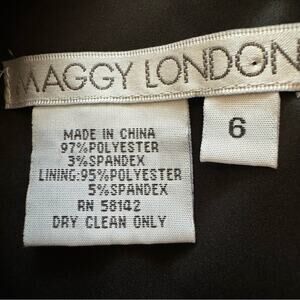 MAGGY LONDON
6
MADE IN CHINA
97%POLYESTER
3%SPANDEX
LINING:95%POLYESTER
5%SPANDEX
RN 58142
DRY CLEAN ONLY